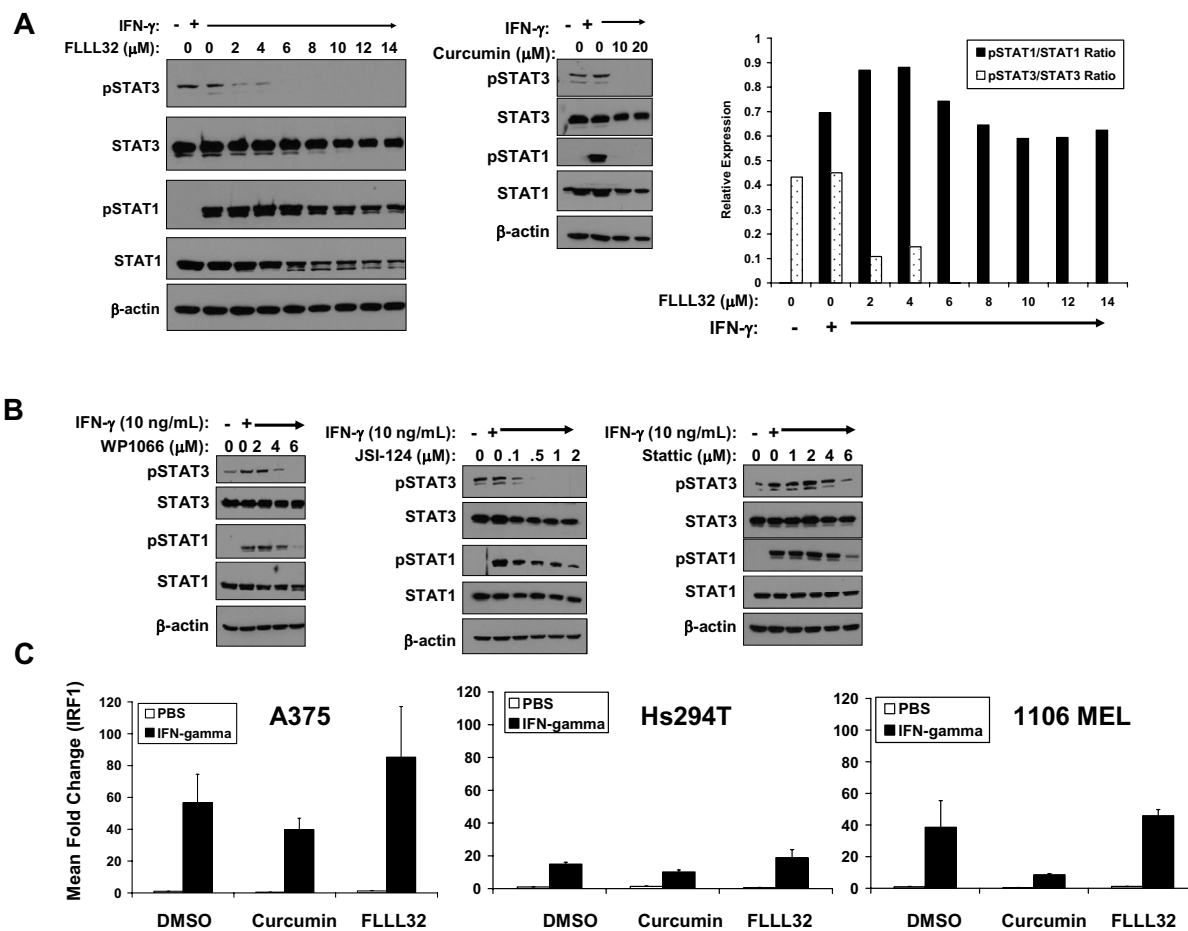 A
IFN-γ: - +
FLLL32 (μM): 0 0 2 4 6 8 10 12 14
pSTAT3
STAT3
pSTAT1
STAT1
β-actin
IFN-γ: - +
Curcumin (μM): 0 0 10 20
pSTAT3
STAT3
pSTAT1
STAT1
β-actin
pSTAT1/STAT1 Ratio
pSTAT3/STAT3 Ratio
Relative Expression
1
0.9
0.8
0.7
0.6
0.5
0.4
0.3
0.2
0.1
0
FLLL32 (μM): 0 0 2 4 6 8 10 12 14
IFN-γ: - +
B
IFN-γ (10 ng/mL): - +
WP1066 (μM): 0 0 2 4 6
pSTAT3
STAT3
pSTAT1
STAT1
β-actin
IFN-γ (10 ng/mL): - +
JSI-124 (μM): 0 0 .1 .5 1 2
pSTAT3
STAT3
pSTAT1
STAT1
β-actin
IFN-γ (10 ng/mL): - +
Stattic (μM): 0 0 1 2 4 6
pSTAT3
STAT3
pSTAT1
STAT1
β-actin
C
Mean Fold Change (IRF1)
120
100
80
60
40
20
0
PBS
IFN-gamma
A375
DMSO Curcumin FLLL32
120
100
80
60
40
20
0
PBS
IFN-gamma
Hs294T
DMSO Curcumin FLLL32
120
100
80
60
40
20
0
PBS
IFN-gamma
1106 MEL
DMSO Curcumin FLLL32